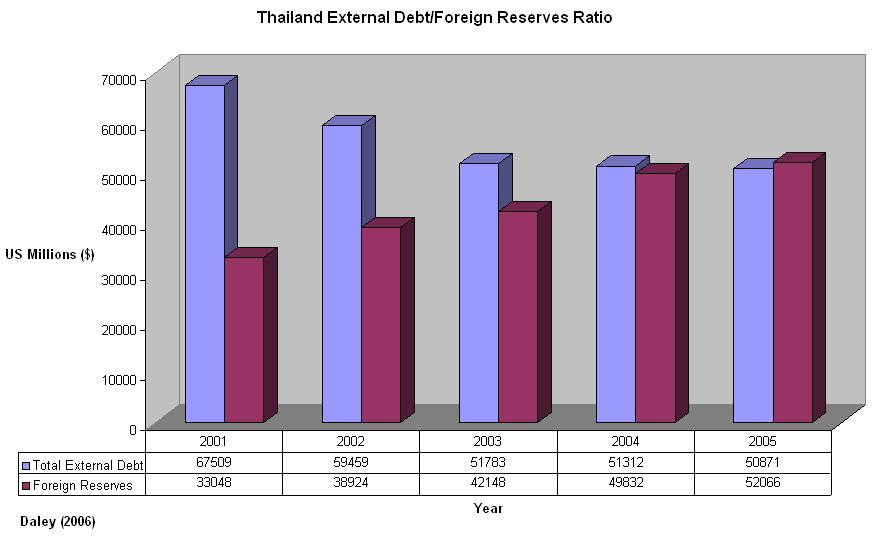 Thailand External Debt/Foreign Reserves Ratio
70000
60000
50000
40000
US Millions ($)
30000
20000
10000
0
2001 2002 2003 2004 2005
Total External Debt 67509 59459 51783 51312 50871
Foreign Reserves 33048 38924 42148 49832 52066
Year
Daley (2006)